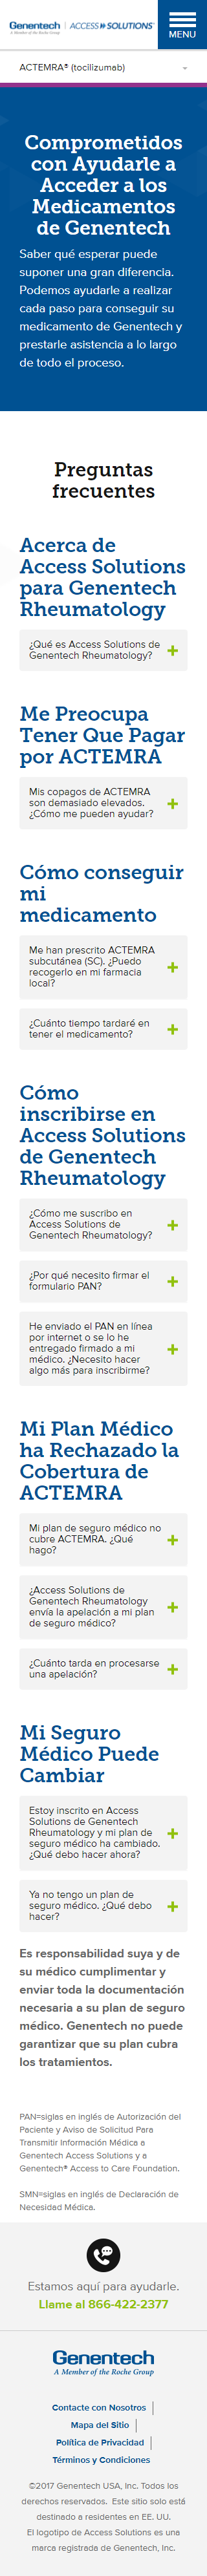 Genentech | ACCESS SOLUTIONS™
A Member of the Roche Group
MENU
ACTEMRA® (tocilizumab)
Comprometidos
con Ayudarle a
Acceder a los
Medicamentos
de Genentech
Saber qué esperar puede
suponer una gran diferencia.
Podemos ayudarle a realizar
cada paso para conseguir su
medicamento de Genentech y
prestarle asistencia a lo largo
de todo el proceso.
Preguntas
frecuentes
Acerca de
Access Solutions
para Genentech
Rheumatology
¿Qué es Access Solutions de
Genentech Rheumatology?
Me Preocupa
Tener Que Pagar
por ACTEMRA
Mis copagos de ACTEMRA
son demasiado elevados.
¿Cómo me pueden ayudar?
Cómo conseguir
mi
medicamento
Me han prescrito ACTEMRA
subcutánea (SC). ¿Puedo
recogerlo en mi farmacia
local?
¿Cuánto tiempo tardaré en
tener el medicamento?
Cómo
inscribirse en
Access Solutions
de Genentech
Rheumatology
¿Cómo me suscribo en
Access Solutions de
Genentech Rheumatology?
¿Por qué necesito firmar el
formulario PAN?
He enviado el PAN en línea
por internet o se lo he
entregado firmado a mi
médico. ¿Necesito hacer
algo más para inscribirme?
Mi Plan Médico
ha Rechazado la
Cobertura de
ACTEMRA
Mi plan de seguro médico no
cubre ACTEMRA. ¿Qué
hago?
¿Access Solutions de
Genentech Rheumatology
envía la apelación a mi plan
de seguro médico?
¿Cuánto tarda en procesarse
una apelación?
Mi Seguro
Médico Puede
Cambiar
Estoy inscrito en Access
Solutions de Genentech
Rheumatology y mi plan de
seguro médico ha cambiado.
¿Qué debo hacer ahora?
Ya no tengo un plan de
seguro médico. ¿Qué debo
hacer?
Es responsabilidad suya y de
su médico cumplimentar y
enviar toda la documentación
necesaria a su plan de seguro
médico. Genentech no puede
garantizar que su plan cubra
los tratamientos.
PAN=siglas en inglés de Autorización del
Paciente y Aviso de Solicitud Para
Transmitir Información Médica a
Genentech Access Solutions y a
Genentech® Access to Care Foundation.
SMN=siglas en inglés de Declaración de
Necesidad Médica.
Estamos aquí para ayudarle.
Llame al 866-422-2377
Genentech
A Member of the Roche Group
Contacte con Nosotros
Mapa del Sitio
Política de Privacidad
Términos y Condiciones
©2017 Genentech USA, Inc. Todos los
derechos reservados. Este sitio solo está
destinado a residentes en EE. UU.
El logotipo de Access Solutions es una
marca registrada de Genentech, Inc.